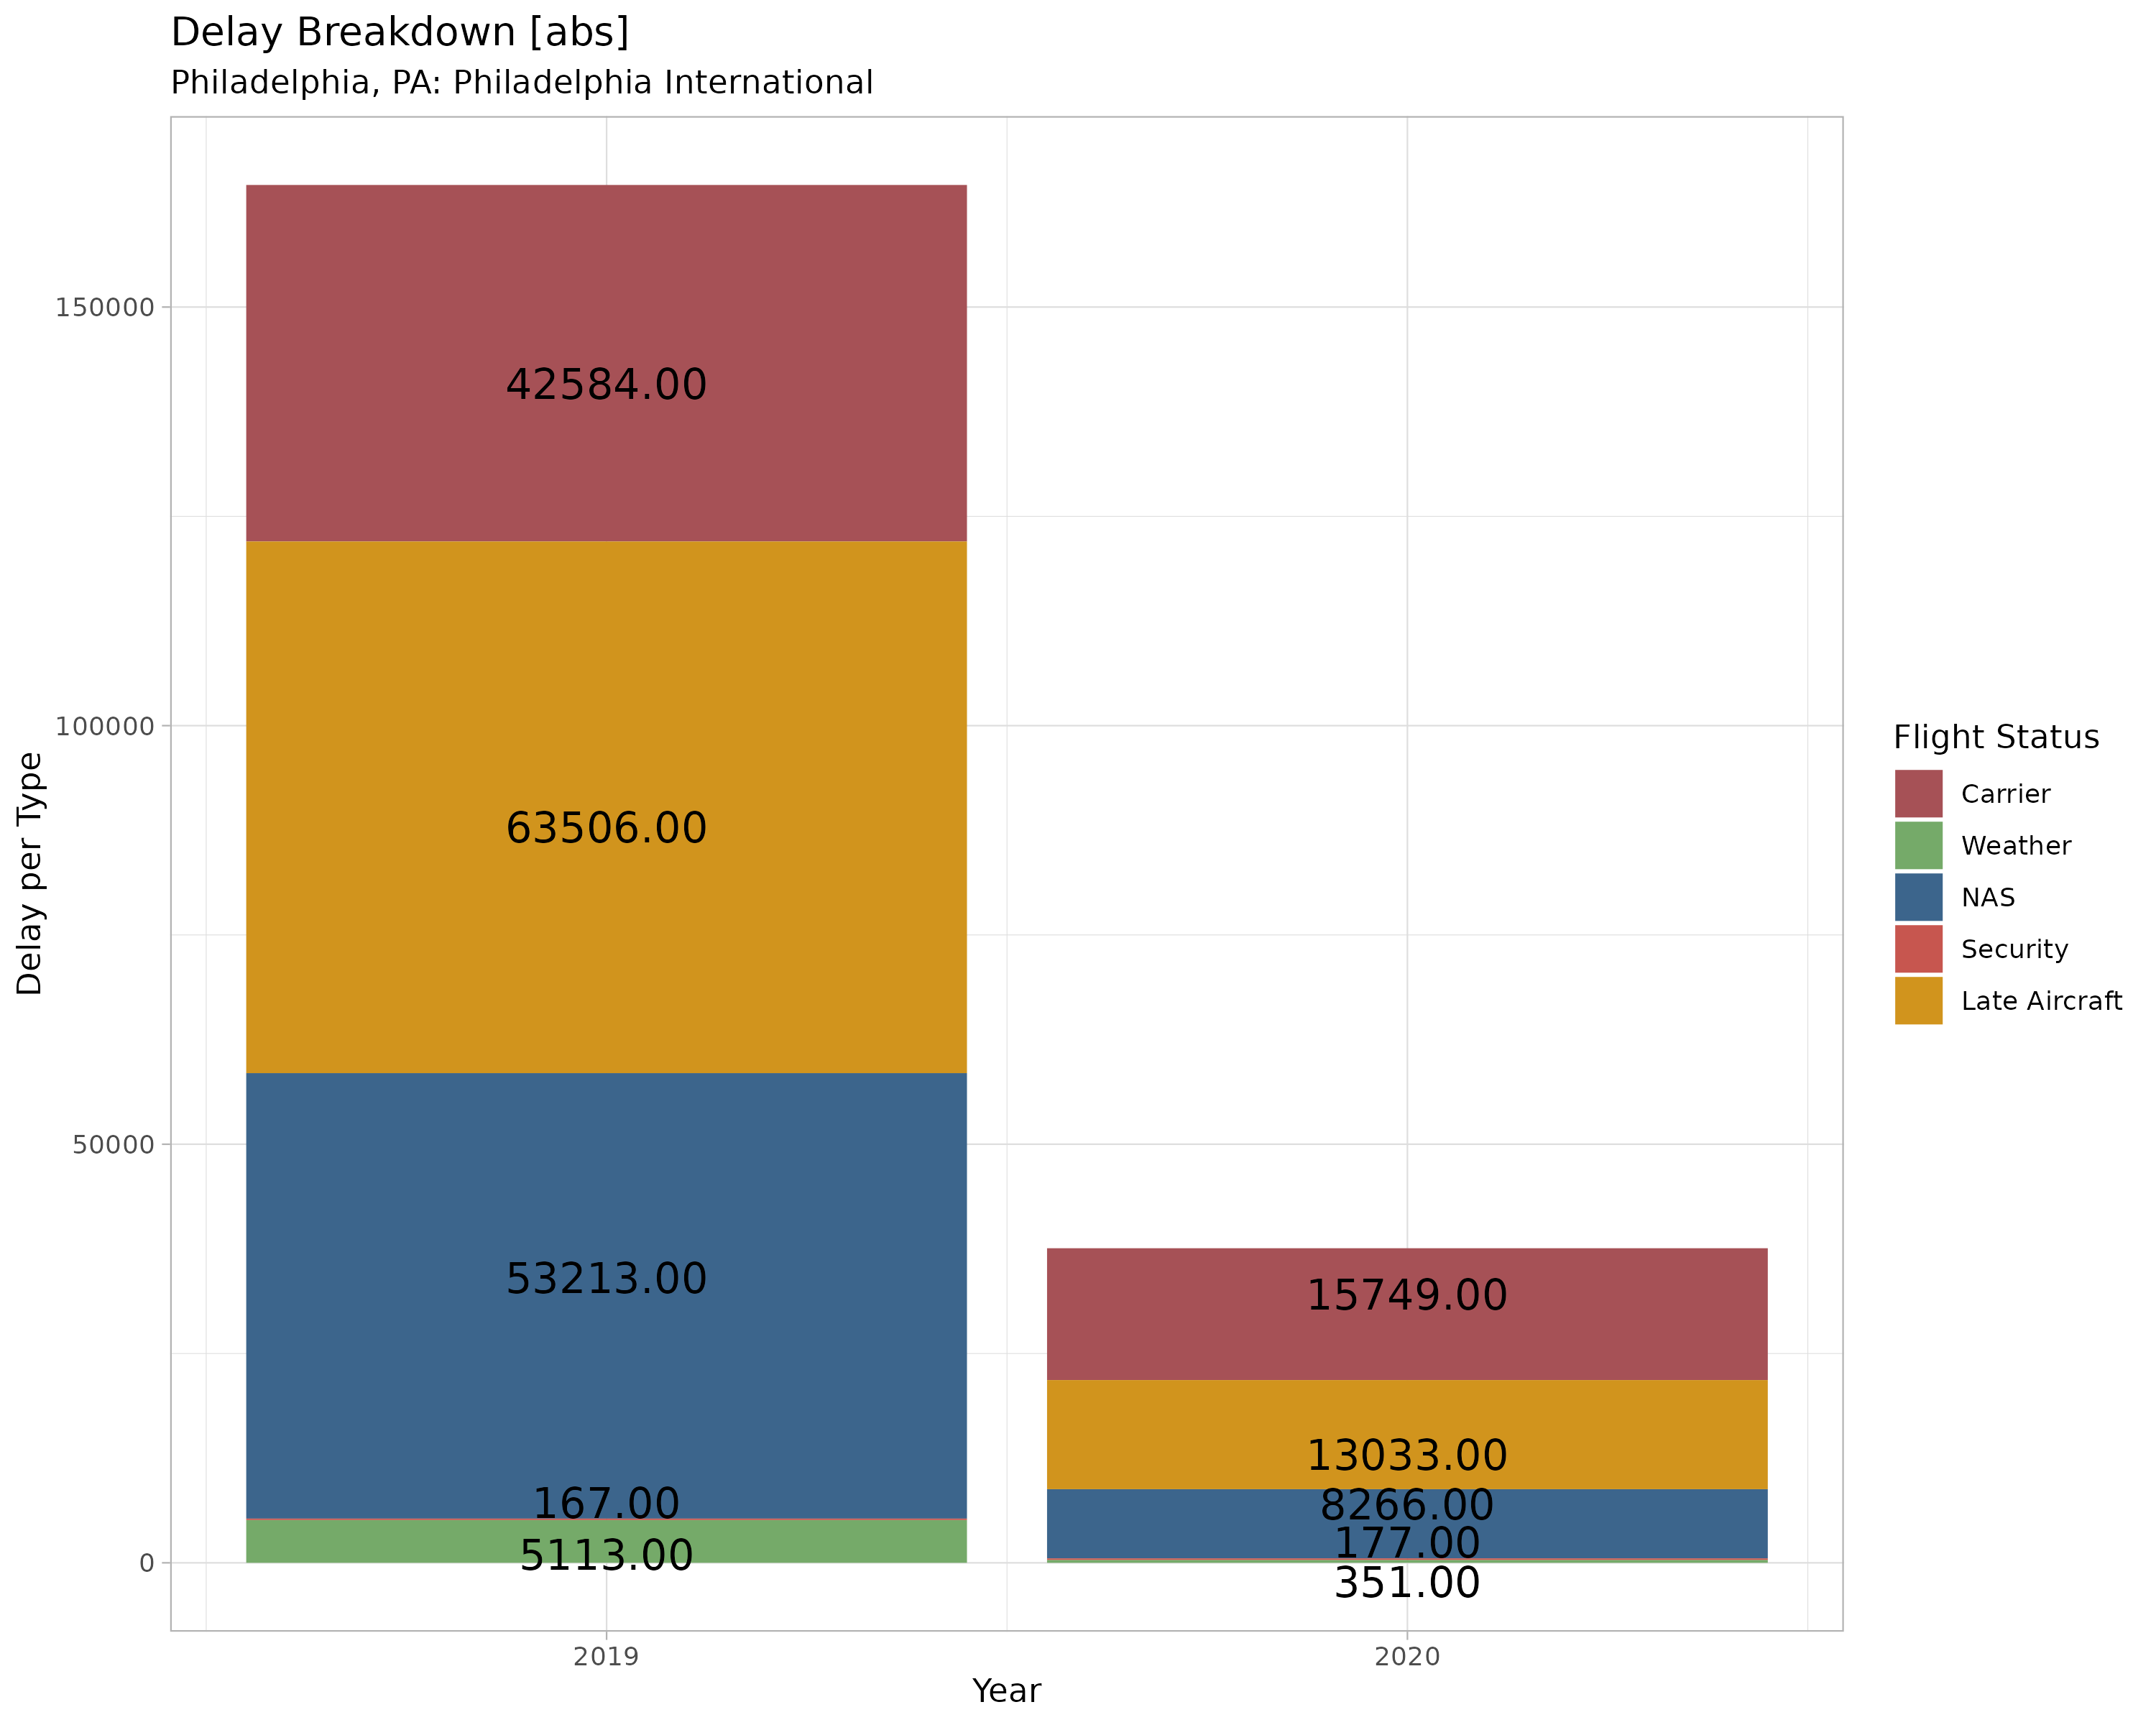 Delay Breakdown [abs]
Philadelphia, PA: Philadelphia International
Delay per Type
150000
100000
50000
0
42584.00
63506.00
53213.00
167.00
5113.00
15749.00
13033.00
8266.00
177.00
351.00
2019
2020
Year
Flight Status
Carrier
Weather
NAS
Security
Late Aircraft